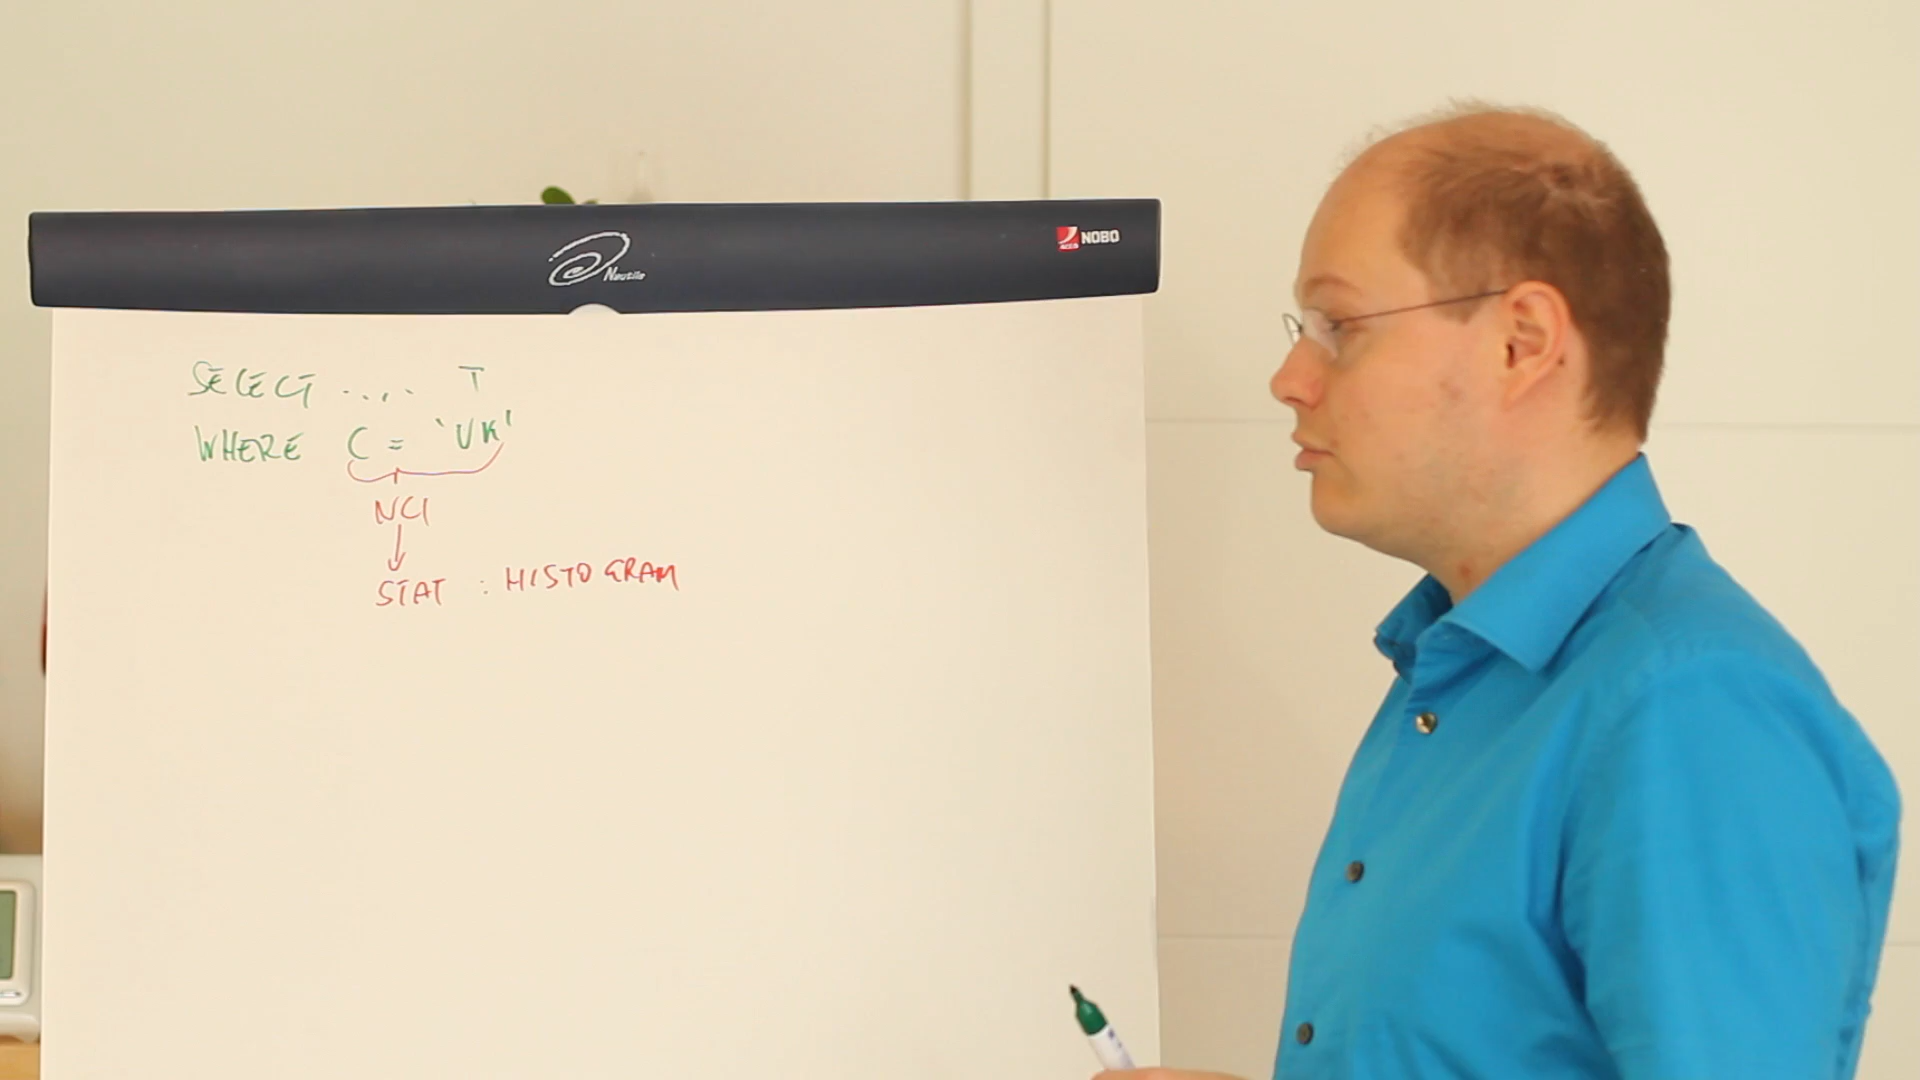 Nautile
NOBO
SELECT .... T
WHERE C = 'UK'
NCI
STAT : HISTOGRAM